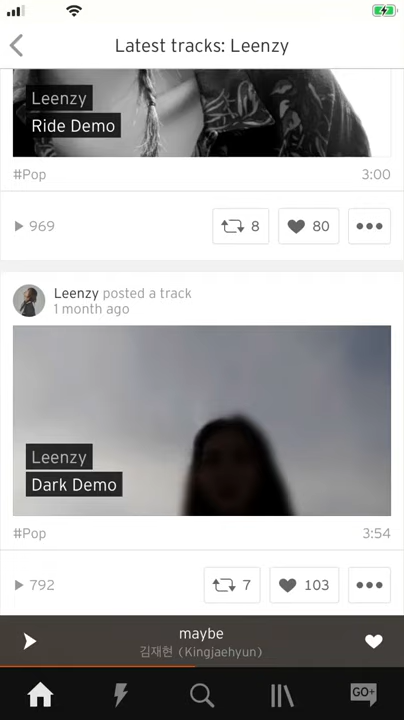 Latest tracks: Leenzy
Leenzy
Ride Demo
#Pop
3:00
969
8
80
Leenzy posted a track
1 month ago
Leenzy
Dark Demo
#Pop
3:54
792
7
103
maybe
김재현 (Kingjaehyun)
GO+